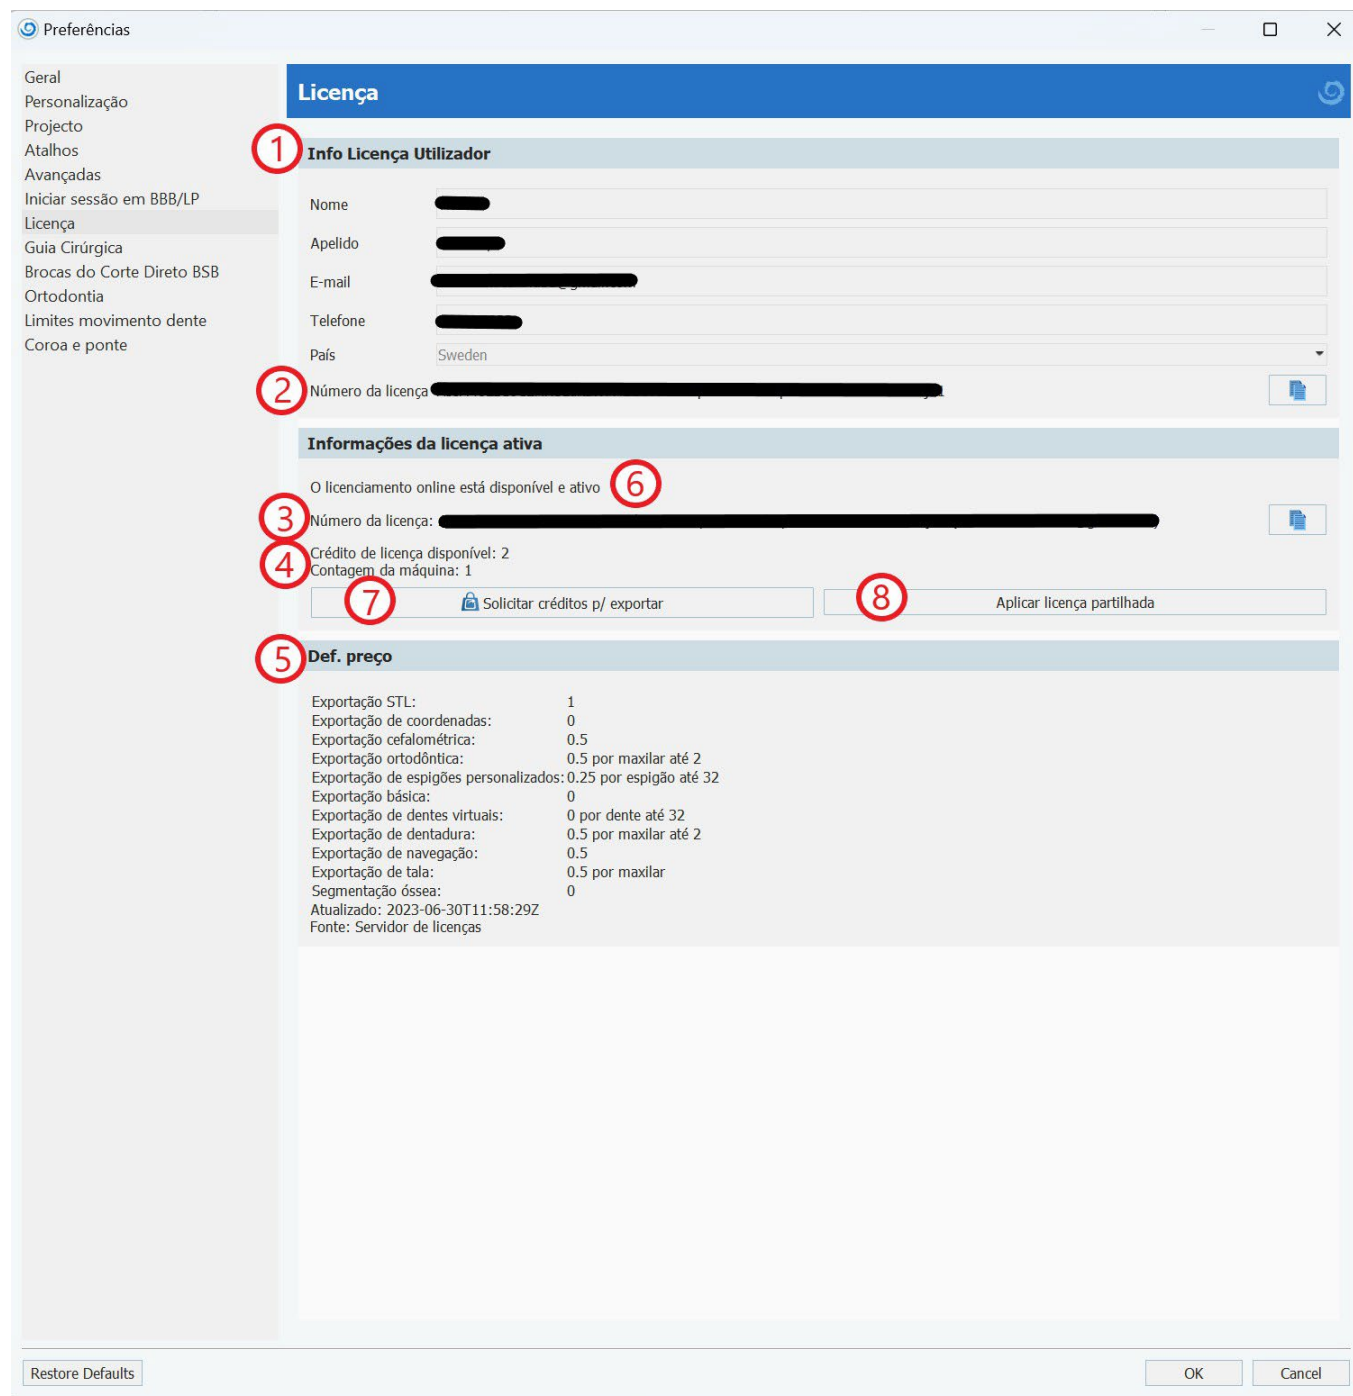 Preferências
Geral
Personalização
Projecto
Atalhos
Avançadas
Iniciar sessão em BBB/LP
Licença
Guia Cirúrgica
Brocas do Corte Direto BSB
Ortodontia
Limites movimento dente
Coroa e ponte
Licença
1 Info Licença Utilizador
Nome
Apelido
E-mail
Telefone
País Sweden
2 Número da licença
Informações da licença ativa
O licenciamento online está disponível e ativo 6
3 Número da licença:
4 Crédito de licença disponível: 2
Contagem da máquina: 1
7 Solicitar créditos p/ exportar 8 Aplicar licença partilhada
5 Def. preço
Exportação STL: 1
Exportação de coordenadas: 0
Exportação cefalométrica: 0.5
Exportação ortodôntica: 0.5 por maxilar até 2
Exportação de espigões personalizados: 0.25 por espigão até 32
Exportação básica: 0
Exportação de dentes virtuais: 0 por dente até 32
Exportação de dentadura: 0.5 por maxilar até 2
Exportação de navegação: 0.5
Exportação de tala: 0.5 por maxilar
Segmentação óssea: 0
Atualizado: 2023-06-30T11:58:29Z
Fonte: Servidor de licenças
Restore Defaults OK Cancel